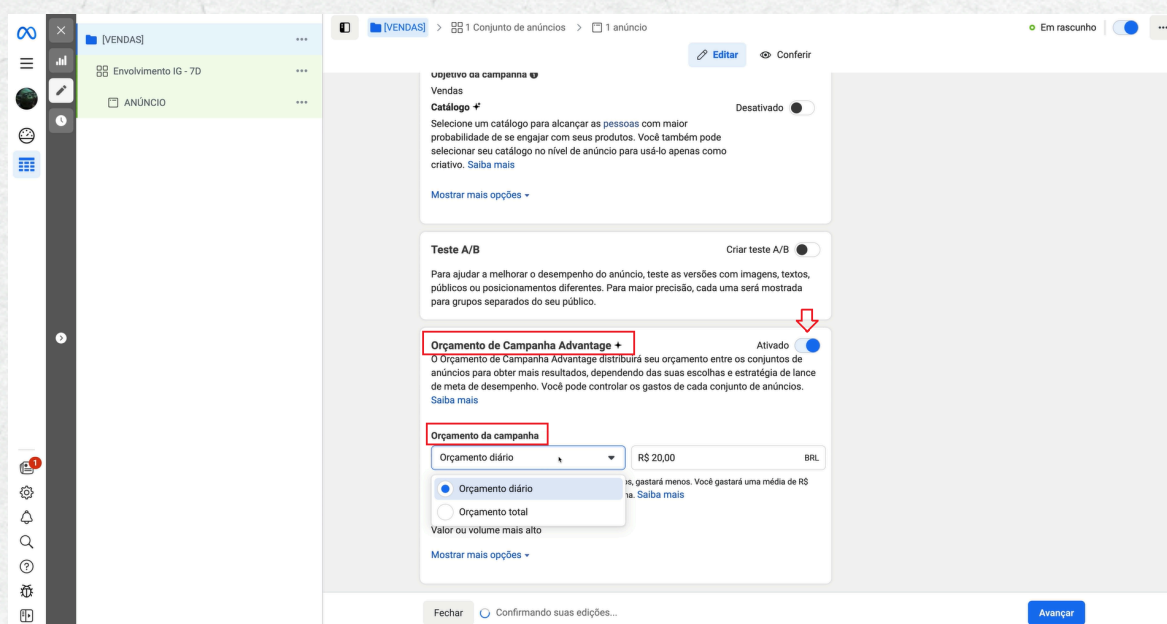 [VENDAS]
Envolvimento IG - 7D
ANÚNCIO
1
[VENDAS] > 1 Conjunto de anúncios > 1 anúncio
Em rascunho
Editar
Conferir
Objetivo da campanha
Vendas
Catálogo
Desativado
Selecione um catálogo para alcançar as pessoas com maior
probabilidade de se engajar com seus produtos. Você também pode
selecionar seu catálogo no nível de anúncio para usá-lo apenas como
criativo. Saiba mais
Mostrar mais opções
Teste A/B
Criar teste A/B
Para ajudar a melhorar o desempenho do anúncio, teste as versões com imagens, textos,
públicos ou posicionamentos diferentes. Para maior precisão, cada uma será mostrada
para grupos separados do seu público.
Orçamento de Campanha Advantage +
Ativado
O Orçamento de Campanha Advantage distribuirá seu orçamento entre os conjuntos de
anúncios para obter mais resultados, dependendo das suas escolhas e estratégia de lance
de meta de desempenho. Você pode controlar os gastos de cada conjunto de anúncios.
Saiba mais
Orçamento da campanha
Orçamento diário
R$ 20,00
BRL
gastará menos. Você gastará uma média de R$
Orçamento diário
Saiba mais
Orçamento total
Valor ou volume mais alto
Mostrar mais opções
Fechar
Confirmando suas edições...
Avançar